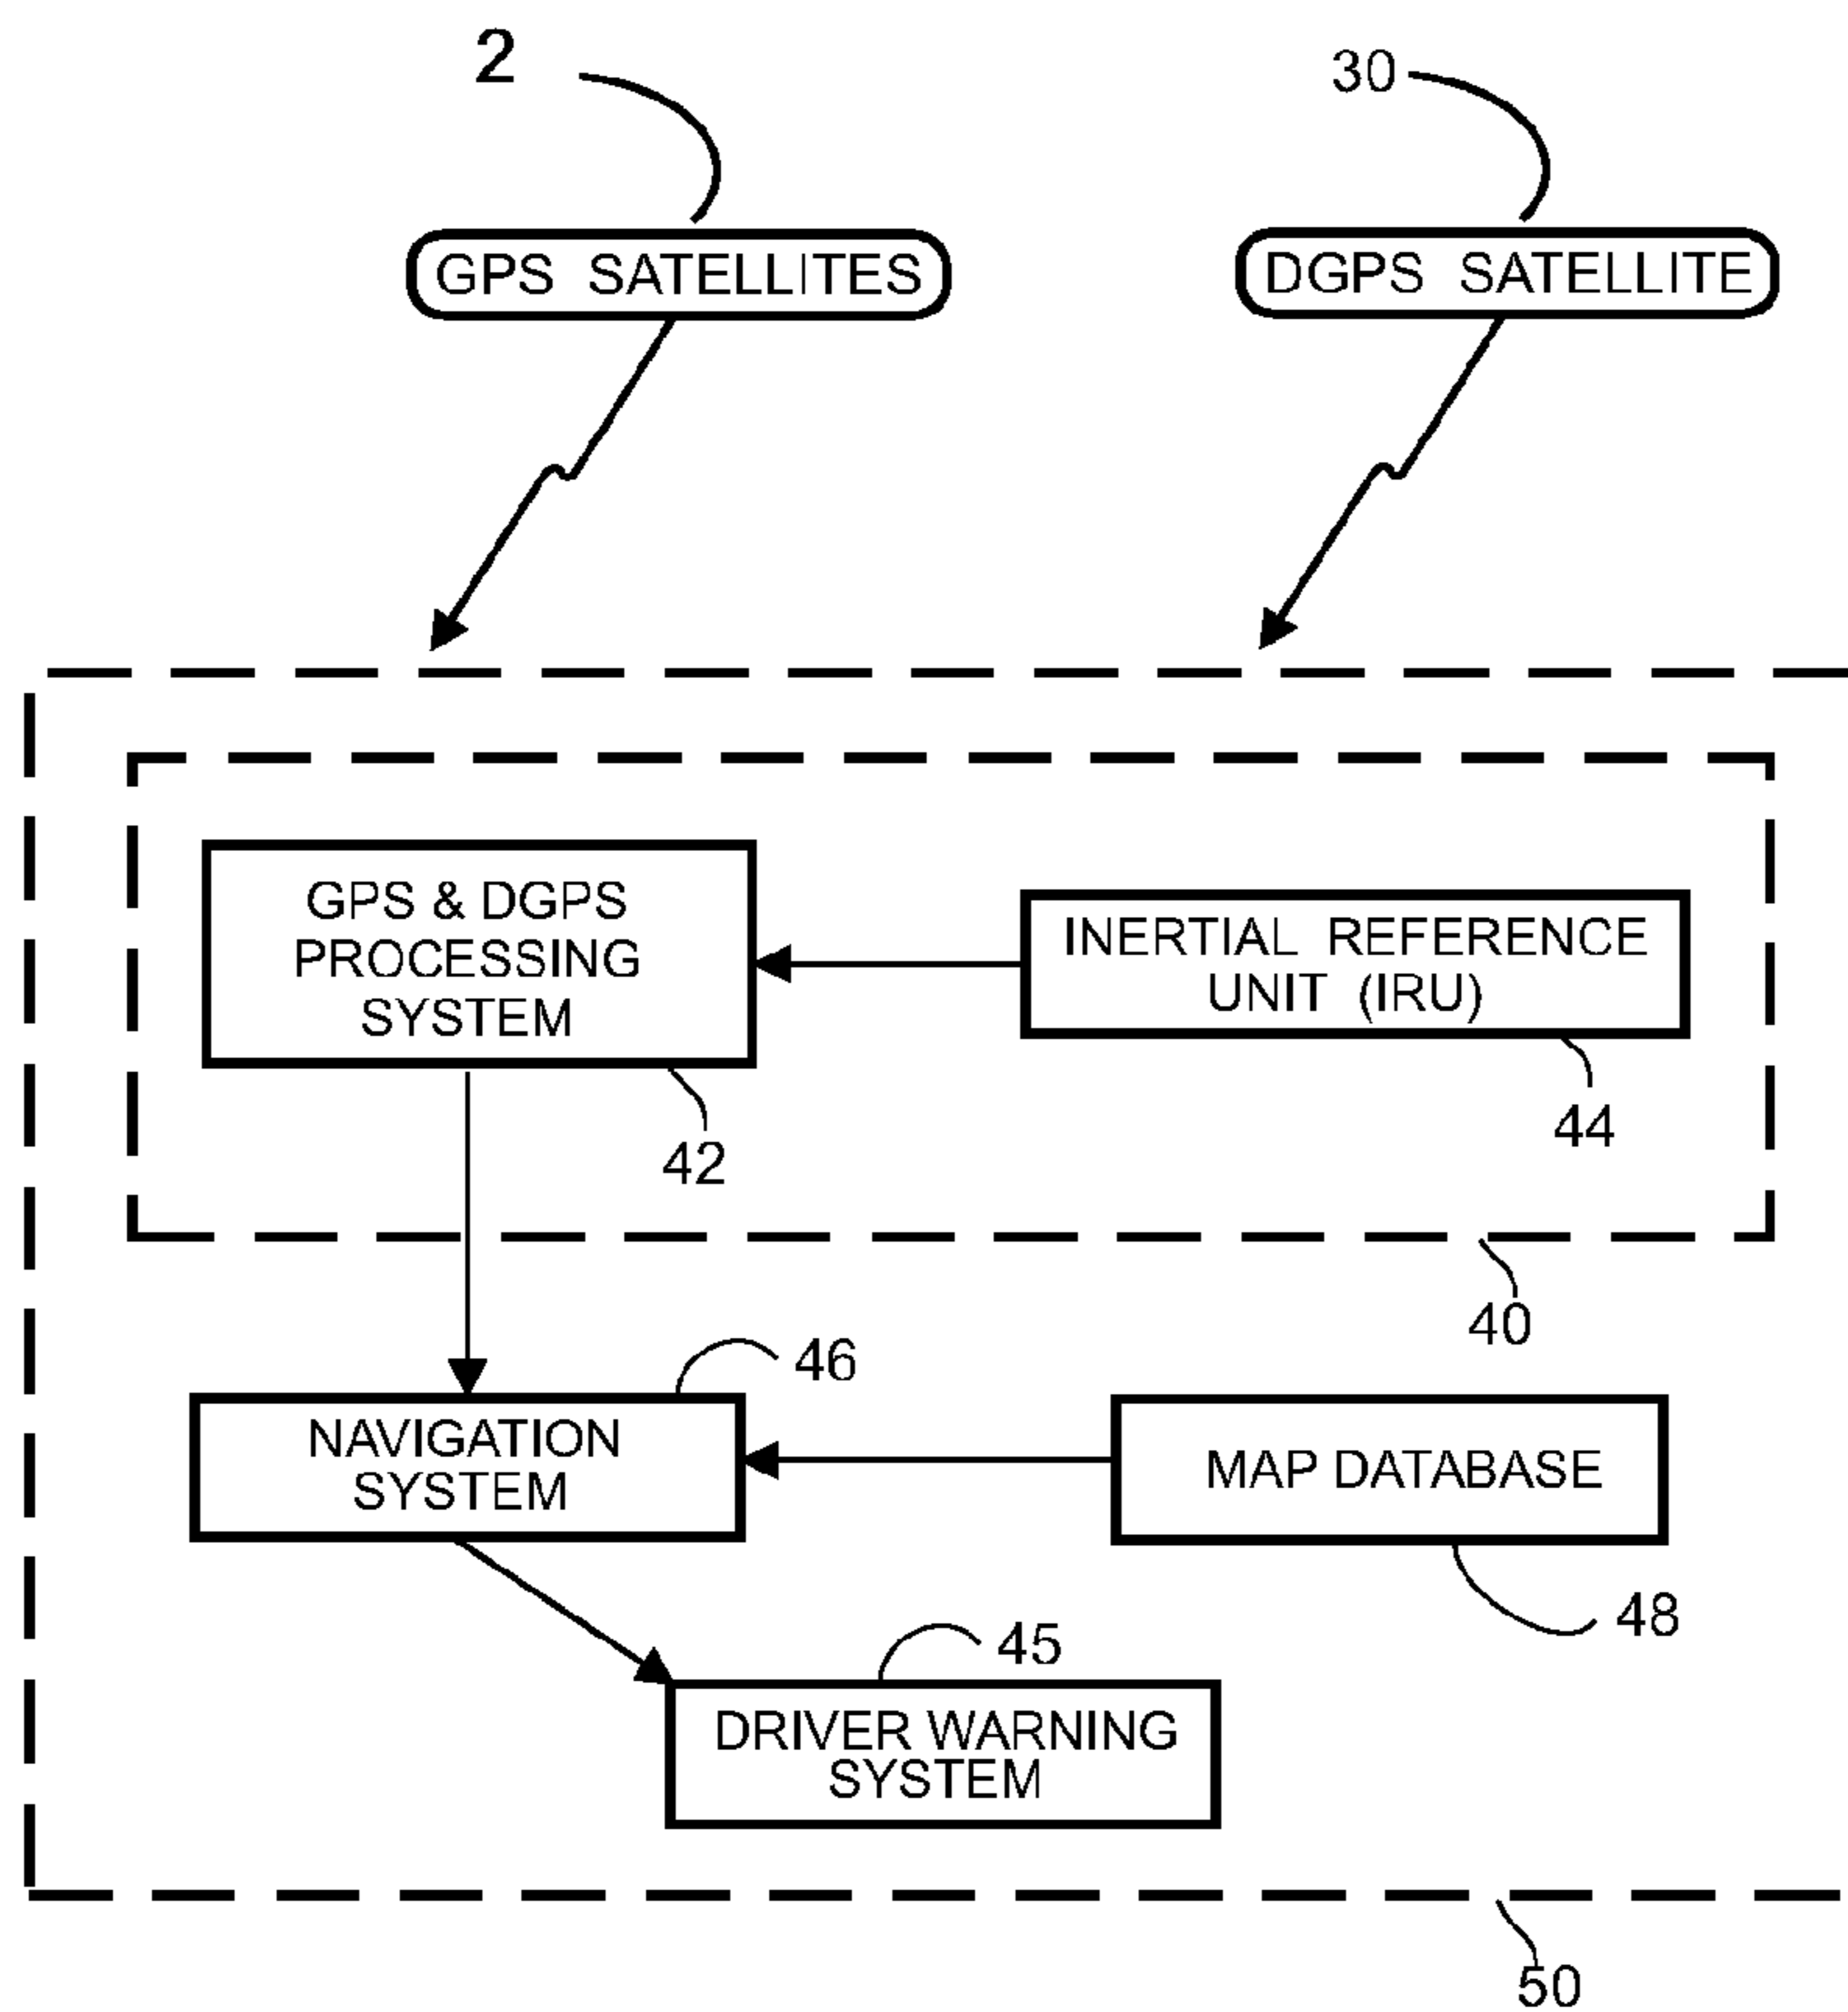 2
30
GPS SATELLITES
DGPS SATELLITE
GPS & DGPS
PROCESSING
SYSTEM
INERTIAL REFERENCE
UNIT (IRU)
44
42
40
46
NAVIGATION
SYSTEM
MAP DATABASE
48
45
DRIVER WARNING
SYSTEM
50